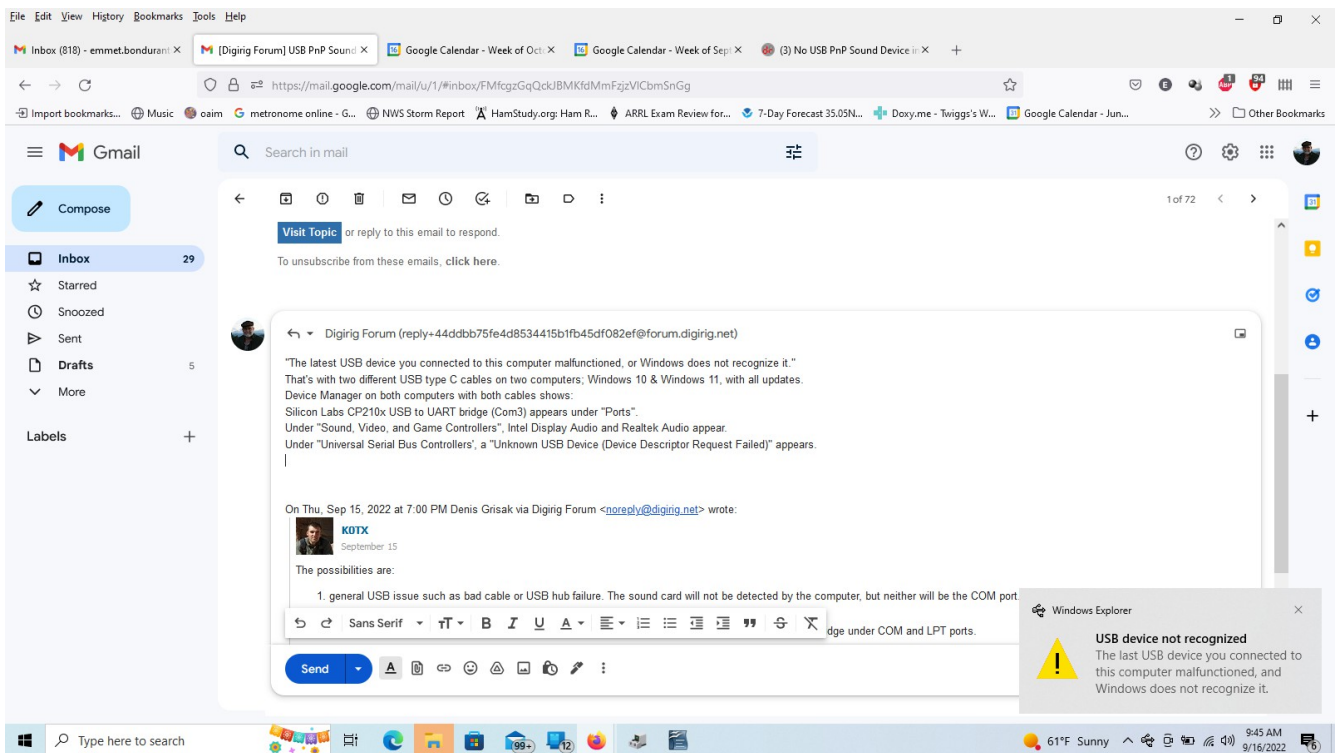 File Edit View History Bookmarks Tools Help
Inbox (818) - emmet.bondurant
[Digirig Forum] USB PnP Sound
Google Calendar - Week of Oct
Google Calendar - Week of Sept
(3) No USB PnP Sound Device in
https://mail.google.com/mail/u/1/#inbox/FMfcgzGqQckJBMKfdMmFzjzVlCbmSnGg
94
Import bookmarks... Music oaim metronome online - G... NWS Storm Report HamStudy.org: Ham R... ARRL Exam Review for... 7-Day Forecast 35.05N... Doxy.me - Twiggs's W... Google Calendar - Jun... Other Bookmarks
Gmail
Search in mail
Compose
1 of 72
Visit Topic or reply to this email to respond.
Inbox 29
To unsubscribe from these emails, click here.
Starred
Snoozed
Sent
Drafts 5
More
Labels
Digirig Forum (reply+44ddbb75fe4d8534415b1fb45df082ef@forum.digirig.net)
"The latest USB device you connected to this computer malfunctioned, or Windows does not recognize it."
That's with two different USB type C cables on two computers; Windows 10 & Windows 11, with all updates.
Device Manager on both computers with both cables shows:
Silicon Labs CP210x USB to UART bridge (Com3) appears under "Ports".
Under "Sound, Video, and Game Controllers", Intel Display Audio and Realtek Audio appear.
Under "Universal Serial Bus Controllers', a "Unknown USB Device (Device Descriptor Request Failed)" appears.
On Thu, Sep 15, 2022 at 7:00 PM Denis Grisak via Digirig Forum <noreply@digirig.net> wrote:
K0TX
September 15
The possibilities are:
1. general USB issue such as bad cable or USB hub failure. The sound card will not be detected by the computer, but neither will be the COM port.
dge under COM and LPT ports.
Sans Serif
Send
Windows Explorer
USB device not recognized
The last USB device you connected to
this computer malfunctioned, and
Windows does not recognize it.
Type here to search
99+
12
61°F Sunny
9:45 AM
9/16/2022
6